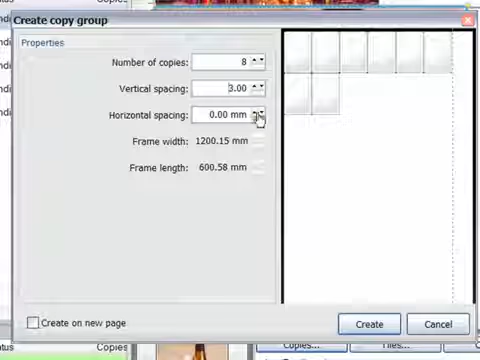 Copies
Create copy group
Properties
Number of copies: 8
Vertical spacing: 3.00
Horizontal spacing: 0.00 mm
Frame width: 1200.15 mm
Frame length: 600.58 mm
Create on new page
Create
Cancel
Copies
Copies...
Tiles...